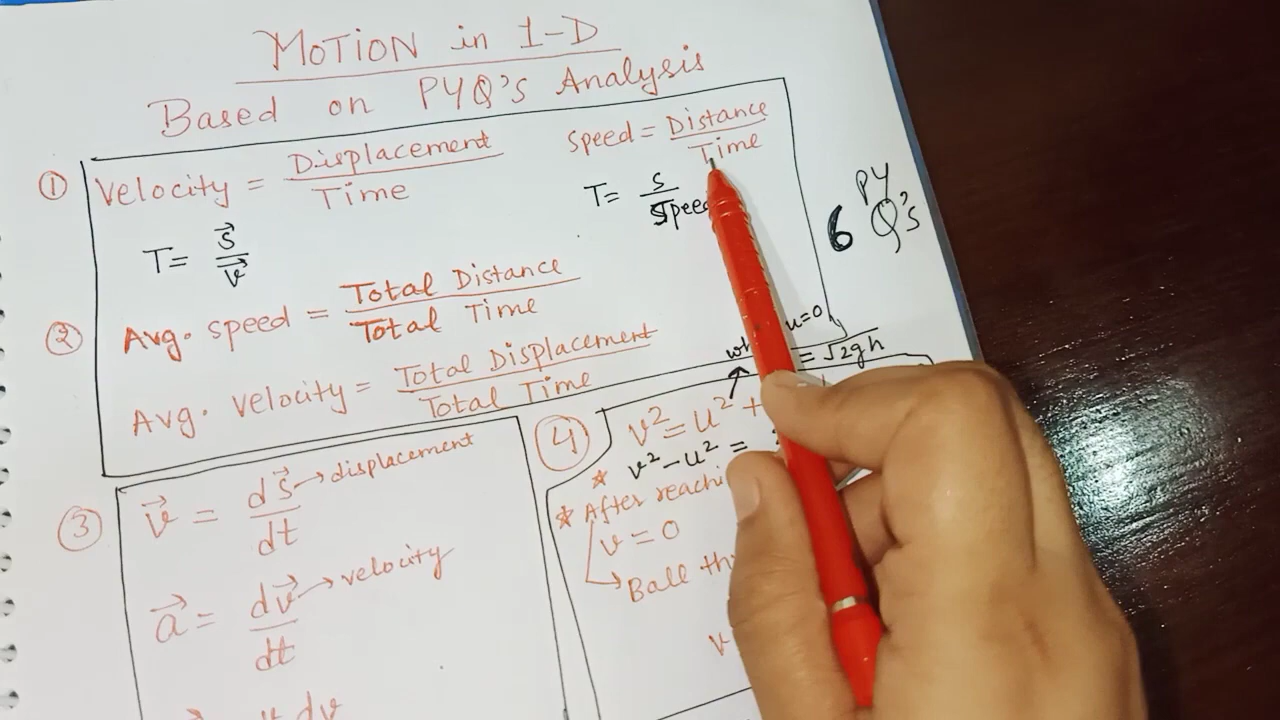 MOTION in 1-D
Based on PYQ'S Analysis
① Velocity = Displacement / Time
Speed = Distance / Time
T = s⃗ / v⃗
T = s / Speed
6 PYQ's
② Avg. speed = Total Distance / Total Time
Avg. velocity = Total Displacement / Total Time
u=0
= √2gh
③ v⃗ = ds⃗/dt → displacement
a⃗ = dv⃗/dt → velocity
dv
④ v² = u² +
* v² - u² =
* After
v = 0
→ Ball
v